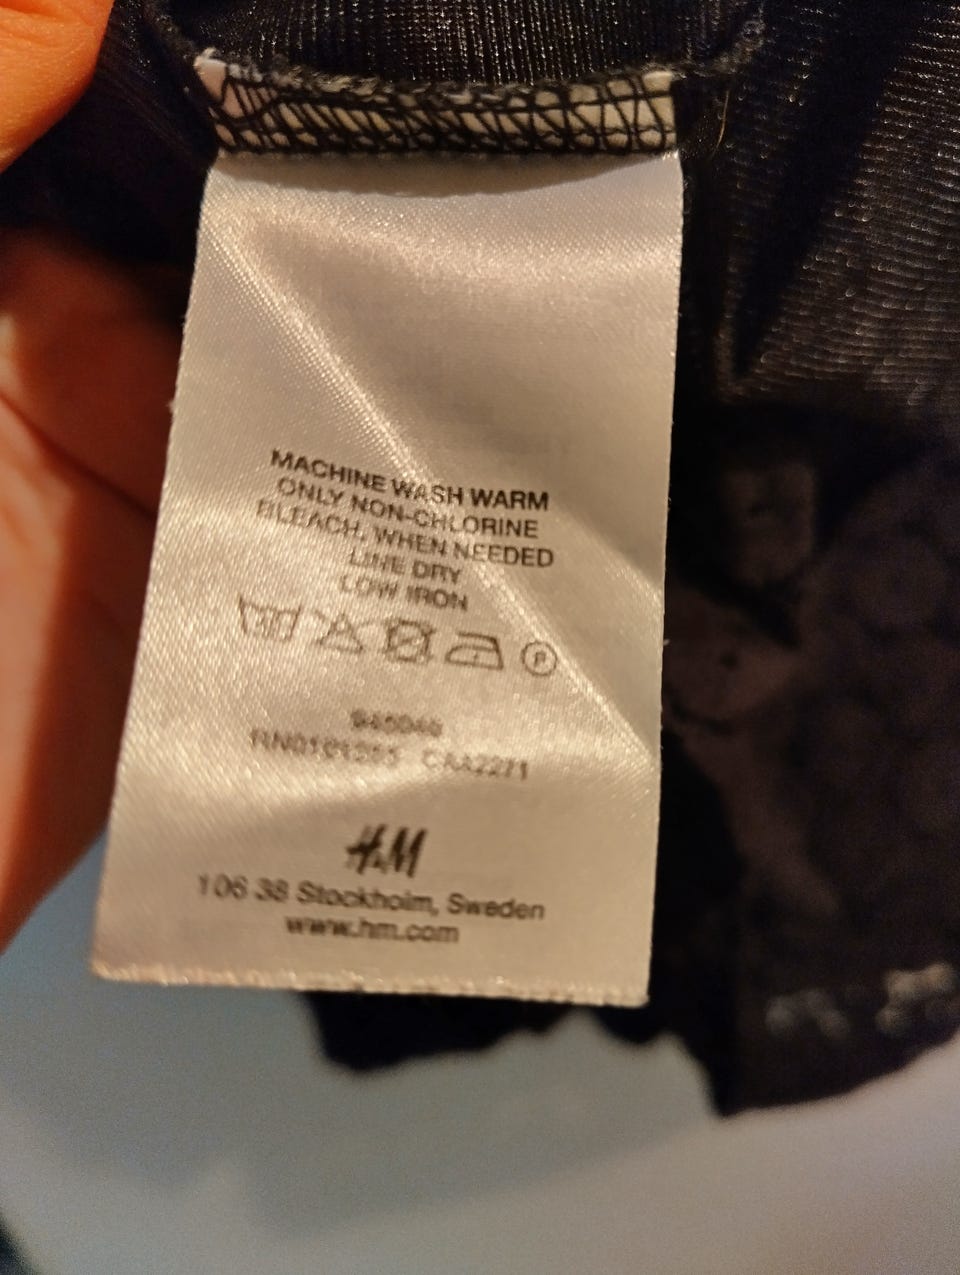 MACHINE WASH WARM
ONLY NON-CHLORINE
BLEACH, WHEN NEEDED
LINE DRY
LOW IRON
P
CAA2271
H&M
106 38 Stockholm, Sweden
www.hm.com